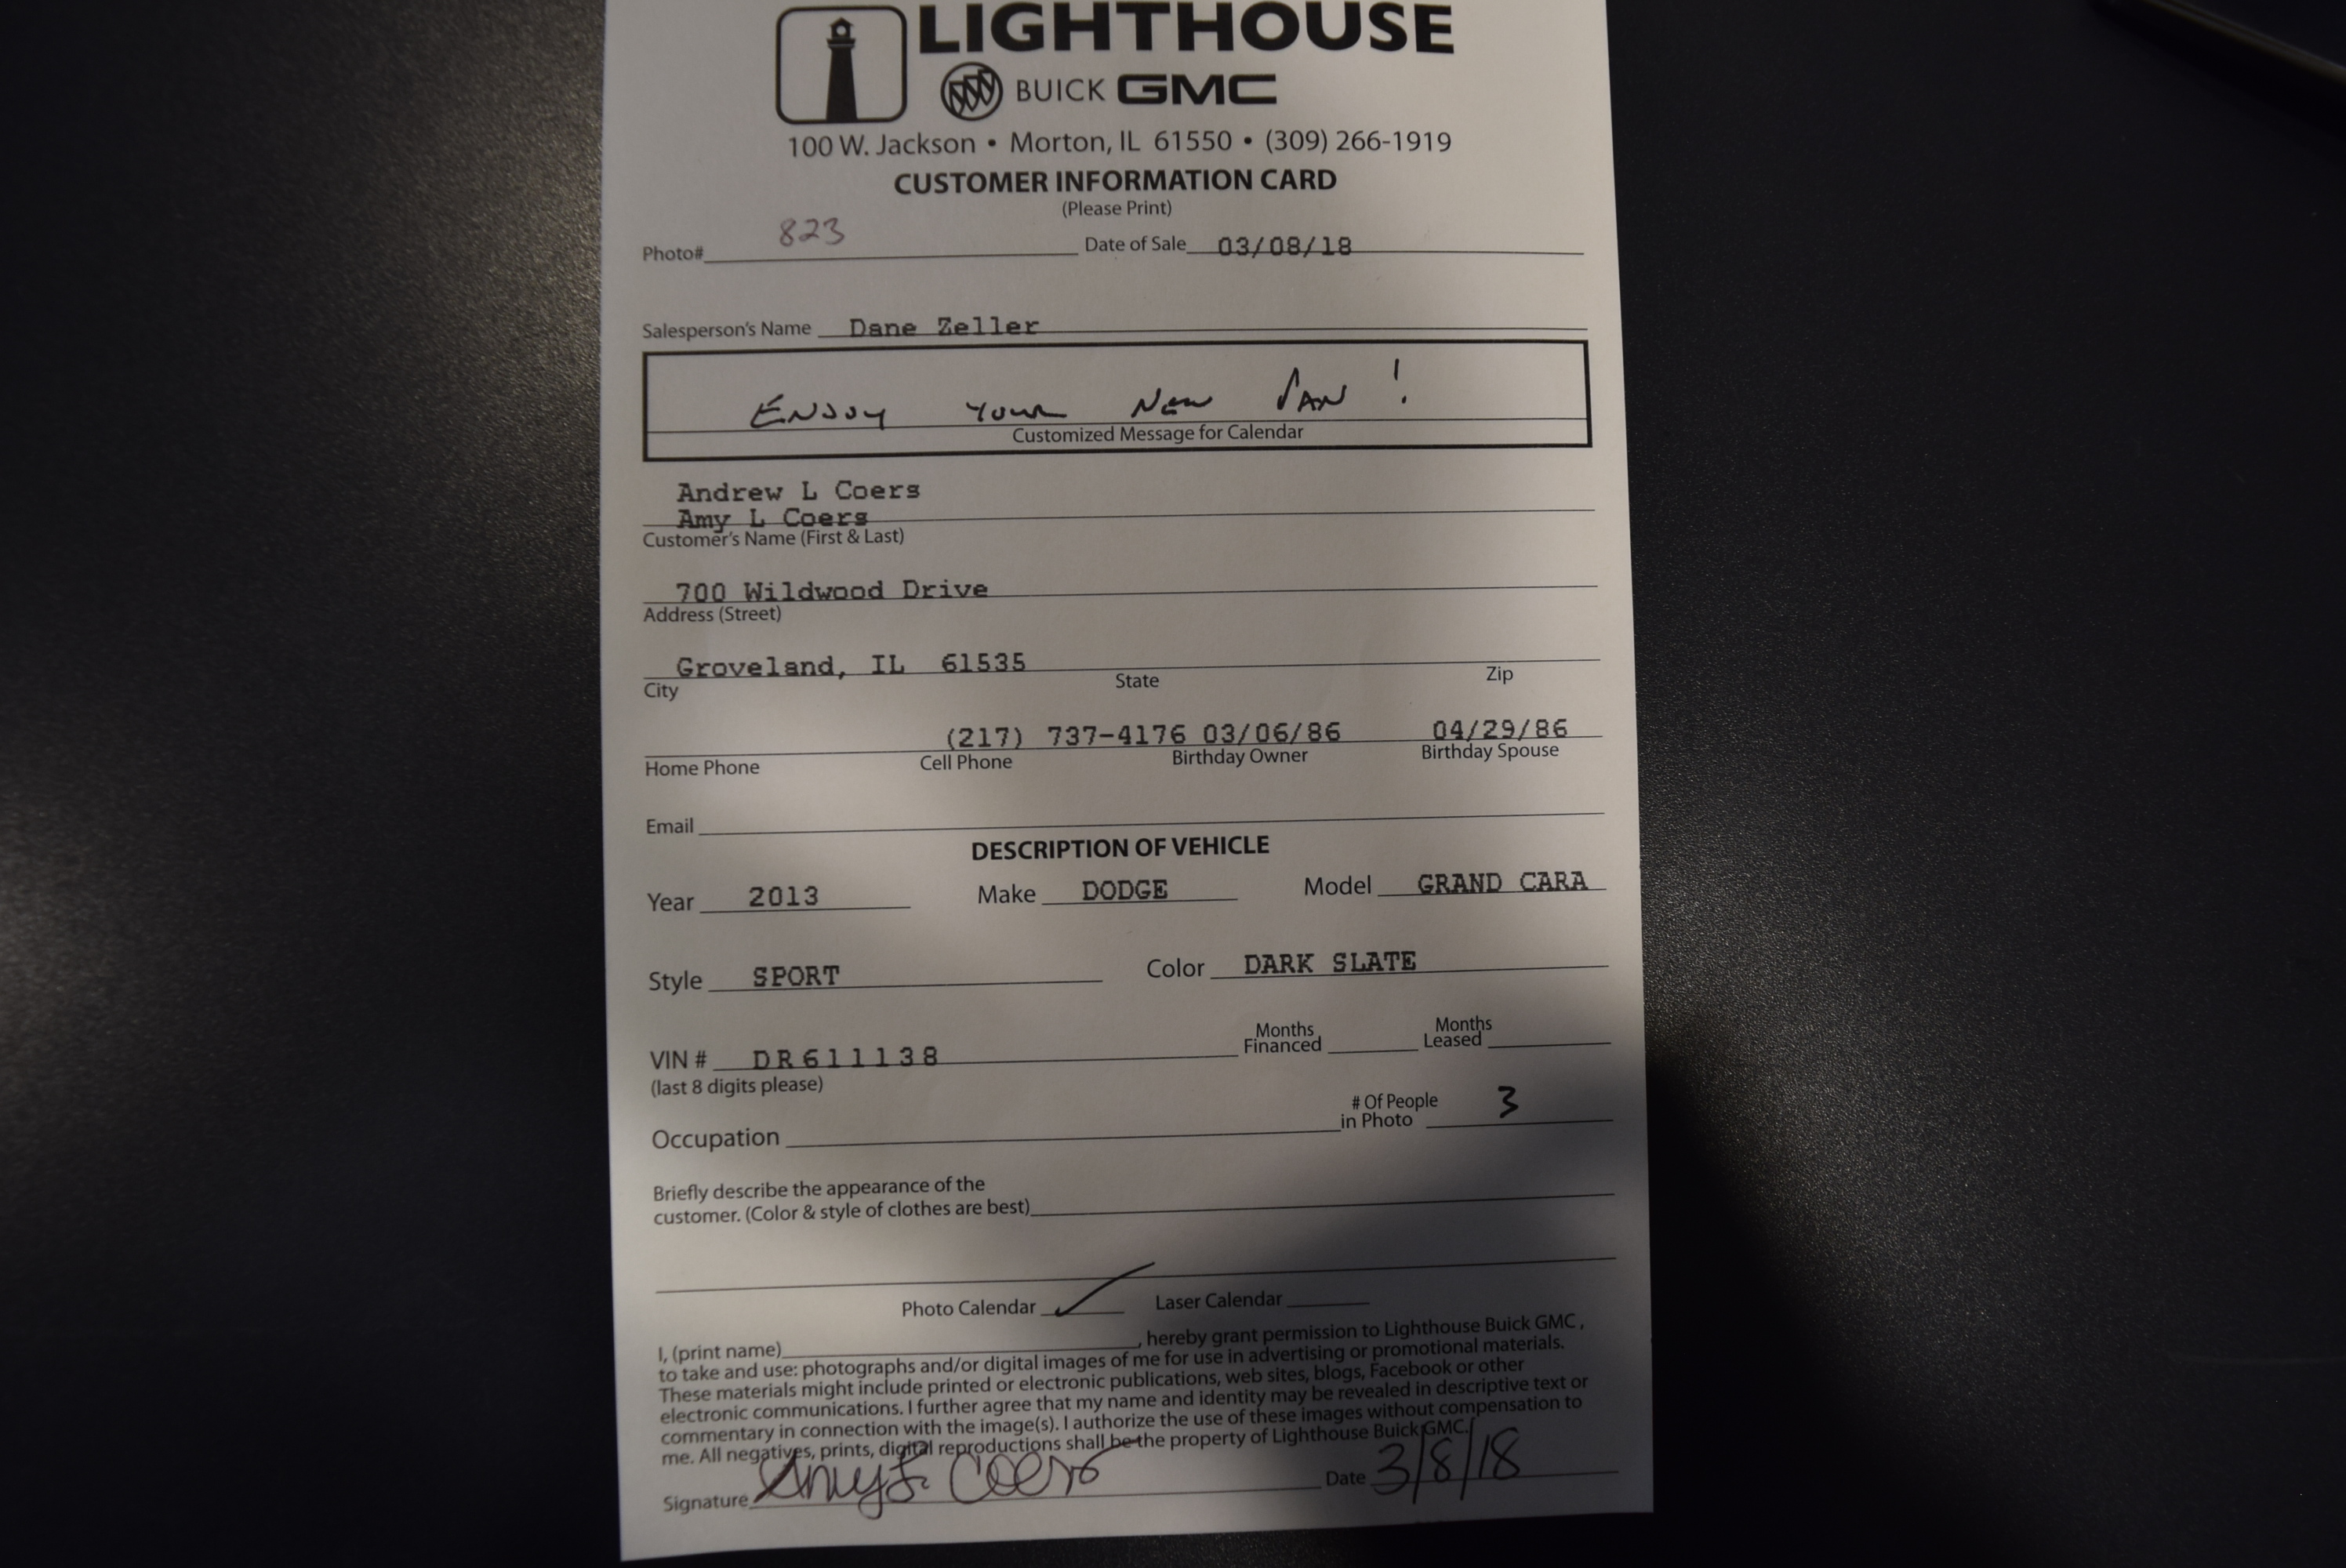 LIGHTHOUSE
BUICK GMC
100 W. Jackson • Morton, IL 61550 • (309) 266-1919
CUSTOMER INFORMATION CARD
(Please Print)
Photo# 823 Date of Sale 03/08/18
Salesperson's Name Dane Zeller
ENJOY YOUR NEW VAN !
Customized Message for Calendar
Andrew L Coers
Amy L Coers
Customer's Name (First & Last)
700 Wildwood Drive
Address (Street)
Groveland, IL 61535
City State Zip
(217) 737-4176 03/06/86 04/29/86
Home Phone Cell Phone Birthday Owner Birthday Spouse
Email
DESCRIPTION OF VEHICLE
Year 2013 Make DODGE Model GRAND CARA
Style SPORT Color DARK SLATE
VIN # DR611138 Months Financed Months Leased
(last 8 digits please)
Occupation # Of People in Photo 3
Briefly describe the appearance of the
customer. (Color & style of clothes are best)
Photo Calendar ✓ Laser Calendar
I, (print name) , hereby grant permission to Lighthouse Buick GMC ,
to take and use: photographs and/or digital images of me for use in advertising or promotional materials.
These materials might include printed or electronic publications, web sites, blogs, Facebook or other
electronic communications. I further agree that my name and identity may be revealed in descriptive text or
commentary in connection with the image(s). I authorize the use of these images without compensation to
me. All negatives, prints, digital reproductions shall be the property of Lighthouse Buick GMC.
Signature Amy L. Coers Date 3/8/18